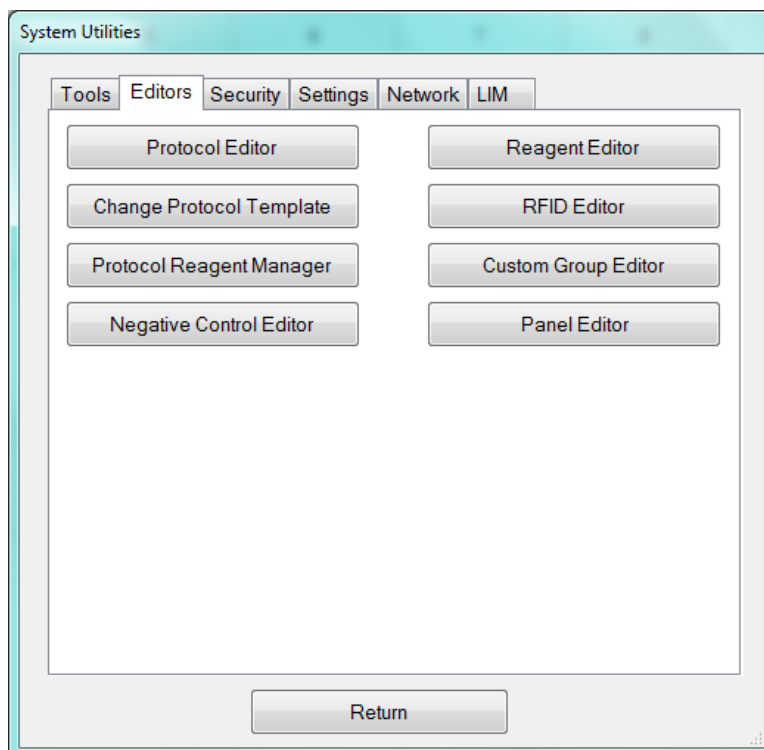 System Utilities
Tools Editors Security Settings Network LIM
Protocol Editor Reagent Editor
Change Protocol Template RFID Editor
Protocol Reagent Manager Custom Group Editor
Negative Control Editor Panel Editor
Return